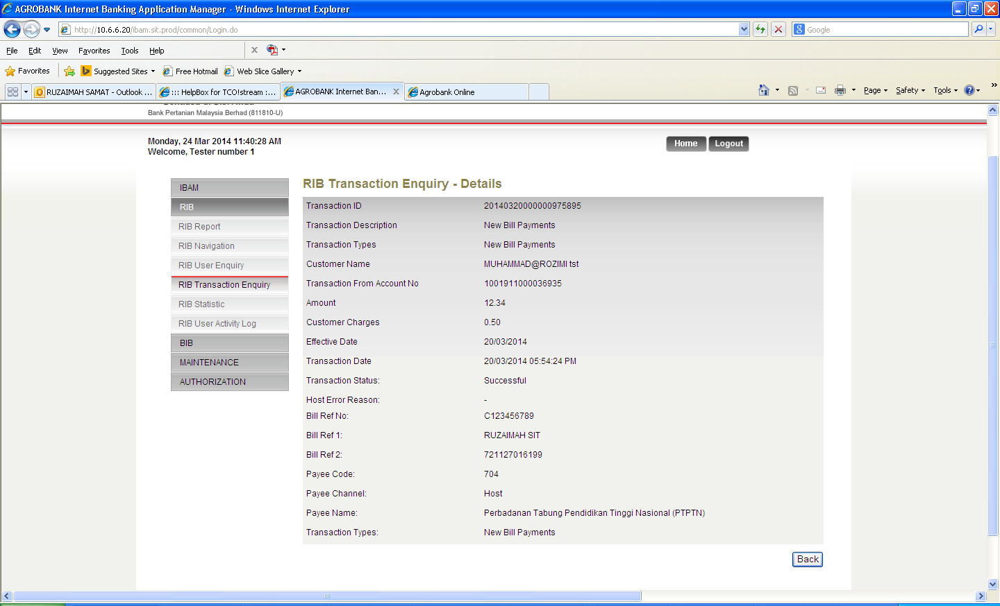 AGROBANK Internet Banking Application Manager - Windows Internet Explorer
http://10.6.6.20/ibam.sit.prod/common/Login.do
Google
File Edit View Favorites Tools Help
X
Favorites Suggested Sites Free Hotmail Web Slice Gallery
RUZAIMAH SAMAT - Outlook ... ::: HelpBox for TCO!stream :... AGROBANK Internet Ban... X Agrobank Online
Page Safety Tools
Bank Pertanian Malaysia Berhad (811810-U)
Monday, 24 Mar 2014 11:40:28 AM
Welcome, Tester number 1
Home Logout
IBAM
RIB
RIB Report
RIB Navigation
RIB User Enquiry
RIB Transaction Enquiry
RIB Statistic
RIB User Activity Log
BIB
MAINTENANCE
AUTHORIZATION
RIB Transaction Enquiry - Details
Transaction ID 20140320000000975895
Transaction Description New Bill Payments
Transaction Types New Bill Payments
Customer Name MUHAMMAD@ROZIMI tst
Transaction From Account No 1001911000036935
Amount 12.34
Customer Charges 0.50
Effective Date 20/03/2014
Transaction Date 20/03/2014 05:54:24 PM
Transaction Status: Successful
Host Error Reason: -
Bill Ref No: C123456789
Bill Ref 1: RUZAIMAH SIT
Bill Ref 2: 721127016199
Payee Code: 704
Payee Channel: Host
Payee Name: Perbadanan Tabung Pendidikan Tinggi Nasional (PTPTN)
Transaction Types: New Bill Payments
Back